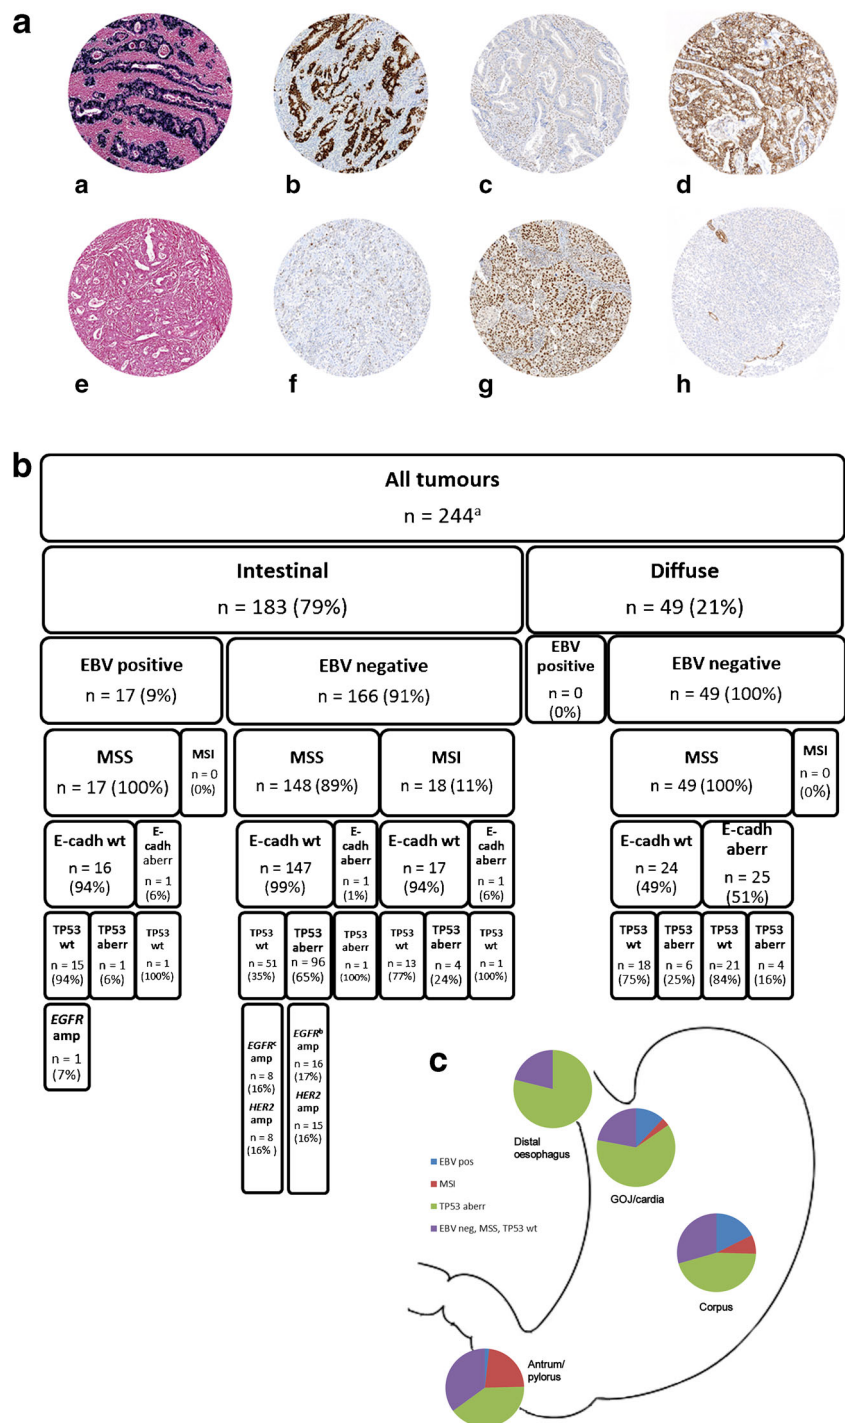 a
a
b
c
d
e
f
g
h
b
All tumours
n = 244ᵃ
Intestinal
n = 183 (79%)
Diffuse
n = 49 (21%)
EBV positive
n = 17 (9%)
EBV negative
n = 166 (91%)
EBV
positive
n = 0
(0%)
EBV negative
n = 49 (100%)
MSS
n = 17 (100%)
MSI
n = 0
(0%)
MSS
n = 148 (89%)
MSI
n = 18 (11%)
MSS
n = 49 (100%)
MSI
n = 0
(0%)
E-cadh wt
n = 16
(94%)
E-
cadh
aberr
n = 1
(6%)
E-cadh wt
n = 147
(99%)
E-
cadh
aberr
n = 1
(1%)
E-cadh wt
n = 17
(94%)
E-
cadh
aberr
n = 1
(6%)
E-cadh wt
n = 24
(49%)
E-cadh
aberr
n = 25
(51%)
TP53
wt
n = 15
(94%)
TP53
aberr
n = 1
(6%)
TP53
wt
n = 1
(100%)
TP53 wt
n = 51
(35%)
TP53
aberr
n = 96
(65%)
TP53
aberr
n = 1
(100%)
TP53
wt
n = 13
(77%)
TP53
aberr
n = 4
(24%)
TP53
wt
n = 1
(100%)
TP53
wt
n = 18
(75%)
TP53
aberr
n = 6
(25%)
TP53
wt
n = 21
(84%)
TP53
aberr
n = 4
(16%)
EGFR
amp
n = 1
(7%)
EGFRᶜ
amp
n = 8
(16%)
HER2
amp
n = 8
(16% )
EGFRᵇ
amp
n = 16
(17%)
HER2
amp
n = 15
(16%)
c
Distal
oesophagus
EBV pos
MSI
TP53 aberr
EBV neg, MSS, TP53 wt
GOJ/cardia
Corpus
Antrum/
pylorus